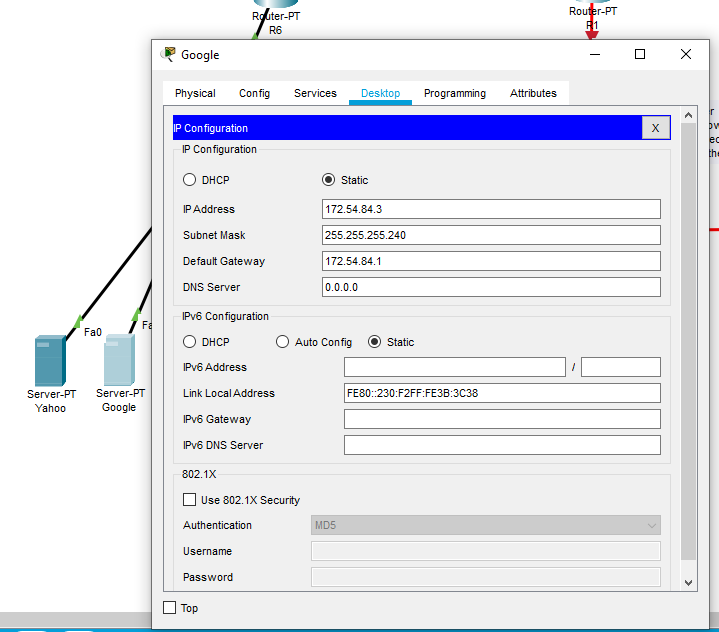 Router-PT
R6
Router-PT
R1
Google
Physical Config Services Desktop Programming Attributes
IP Configuration X
IP Configuration
DHCP Static
IP Address 172.54.84.3
Subnet Mask 255.255.255.240
Default Gateway 172.54.84.1
DNS Server 0.0.0.0
IPv6 Configuration
DHCP Auto Config Static
IPv6 Address /
Link Local Address FE80::230:F2FF:FE3B:3C38
IPv6 Gateway
IPv6 DNS Server
802.1X
Use 802.1X Security
Authentication MD5
Username
Password
Top
Fa0
Fa
Server-PT
Yahoo
Server-PT
Google